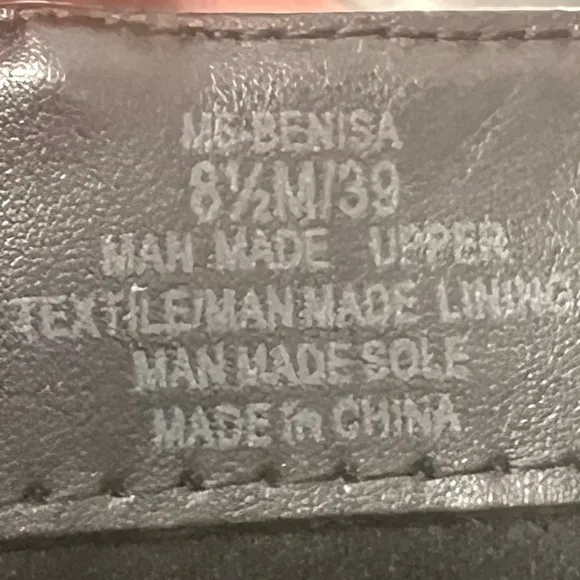 MS-BENISA
8½M/39
MAN MADE UPPER
TEXTILE/MAN MADE LINING
MAN MADE SOLE
MADE in CHINA